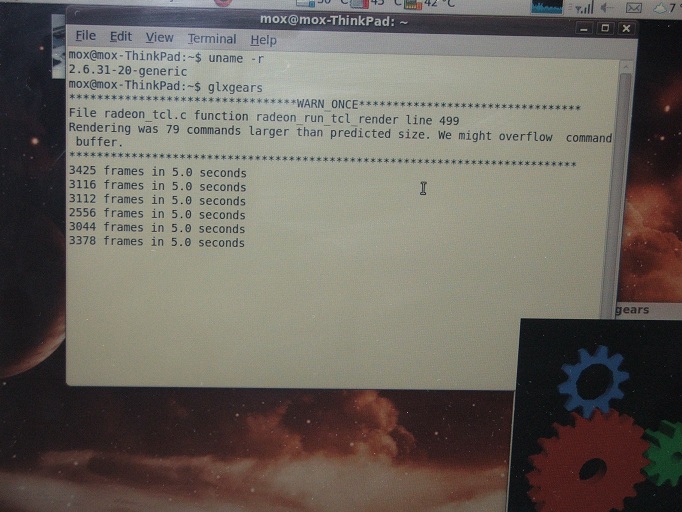 45°C 42 °C 7
mox@mox-ThinkPad: ~
File Edit View Terminal Help
mox@mox-ThinkPad:~$ uname -r
2.6.31-20-generic
mox@mox-ThinkPad:~$ glxgears
*********************************WARN_ONCE*********************************
File radeon_tcl.c function radeon_run_tcl_render line 499
Rendering was 79 commands larger than predicted size. We might overflow  command
 buffer.
***************************************************************************
3425 frames in 5.0 seconds
3116 frames in 5.0 seconds
3112 frames in 5.0 seconds
2556 frames in 5.0 seconds
3044 frames in 5.0 seconds
3378 frames in 5.0 seconds
gears